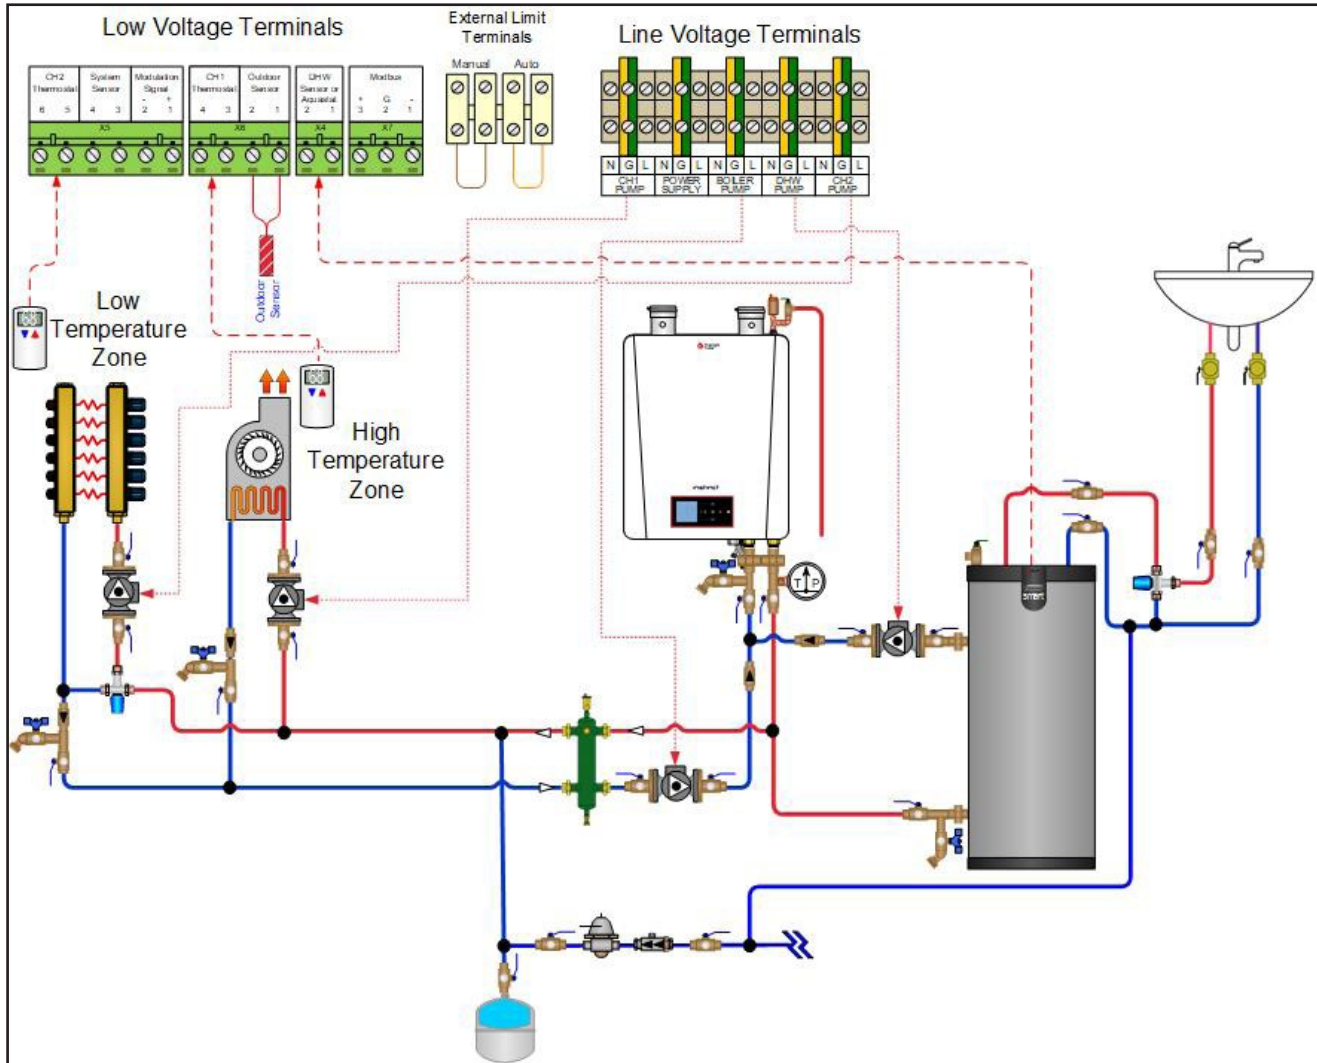 Low Voltage Terminals
External Limit
Terminals
Manual Auto
Line Voltage Terminals
CH2
Thermostat
6 5
System
Sensor
4 3
Modulation
Signal
- +
2 1
X5
CH1
Thermostat
4 3
Outdoor
Sensor
2 1
X6
DHW
Sensor or
Aquastat
2 1
X4
Modbus
+ G -
3 2 1
X7
N G L N G L N G L N G L N G L
CH1
PUMP
POWER
SUPPLY
BOILER
PUMP
DHW
PUMP
CH2
PUMP
Outdoor
Sensor
Low
Temperature
Zone
High
Temperature
Zone
T P
smart